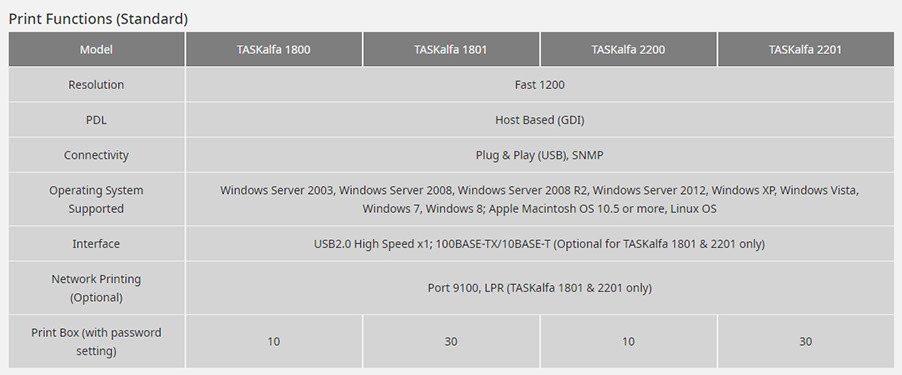 Print Functions (Standard)
Model TASKalfa 1800 TASKalfa 1801 TASKalfa 2200 TASKalfa 2201
Resolution Fast 1200
PDL Host Based (GDI)
Connectivity Plug & Play (USB), SNMP
Operating System
Supported
Windows Server 2003, Windows Server 2008, Windows Server 2008 R2, Windows Server 2012, Windows XP, Windows Vista,
Windows 7, Windows 8; Apple Macintosh OS 10.5 or more, Linux OS
Interface USB2.0 High Speed x1; 100BASE-TX/10BASE-T (Optional for TASKalfa 1801 & 2201 only)
Network Printing
(Optional)
Port 9100, LPR (TASKalfa 1801 & 2201 only)
Print Box (with password
setting)
10 30 10 30